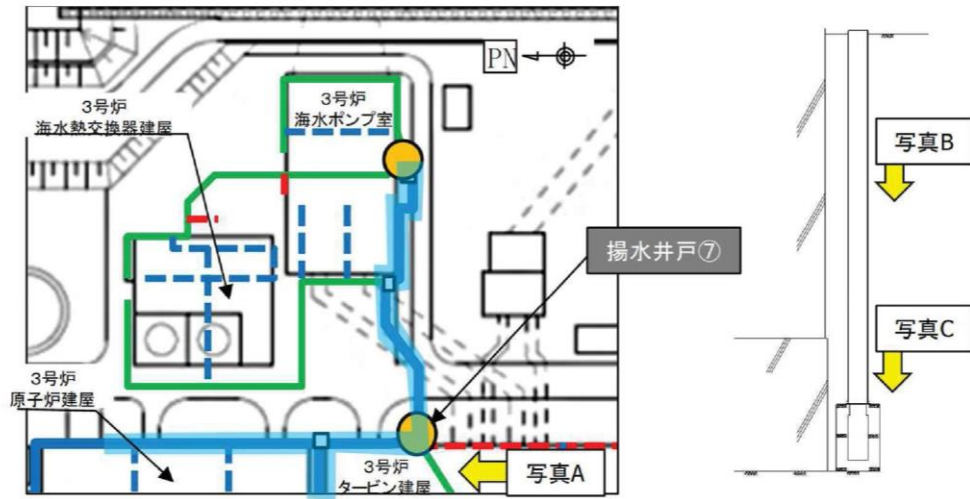 PN
3号炉
海水ポンプ室
3号炉
海水熱交換器建屋
揚水井戸⑦
3号炉
原子炉建屋
3号炉
タービン建屋
写真A
写真B
写真C